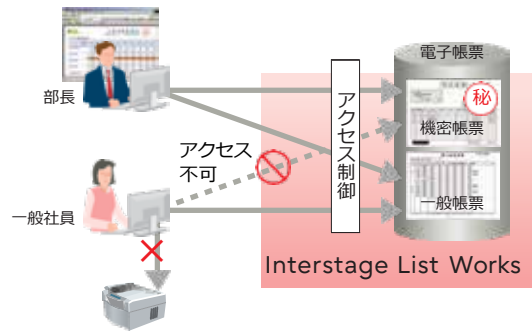 電子帳票
秘
部長
機密帳票
アクセス
不可
アクセス制御
一般社員
一般帳票
Interstage List Works